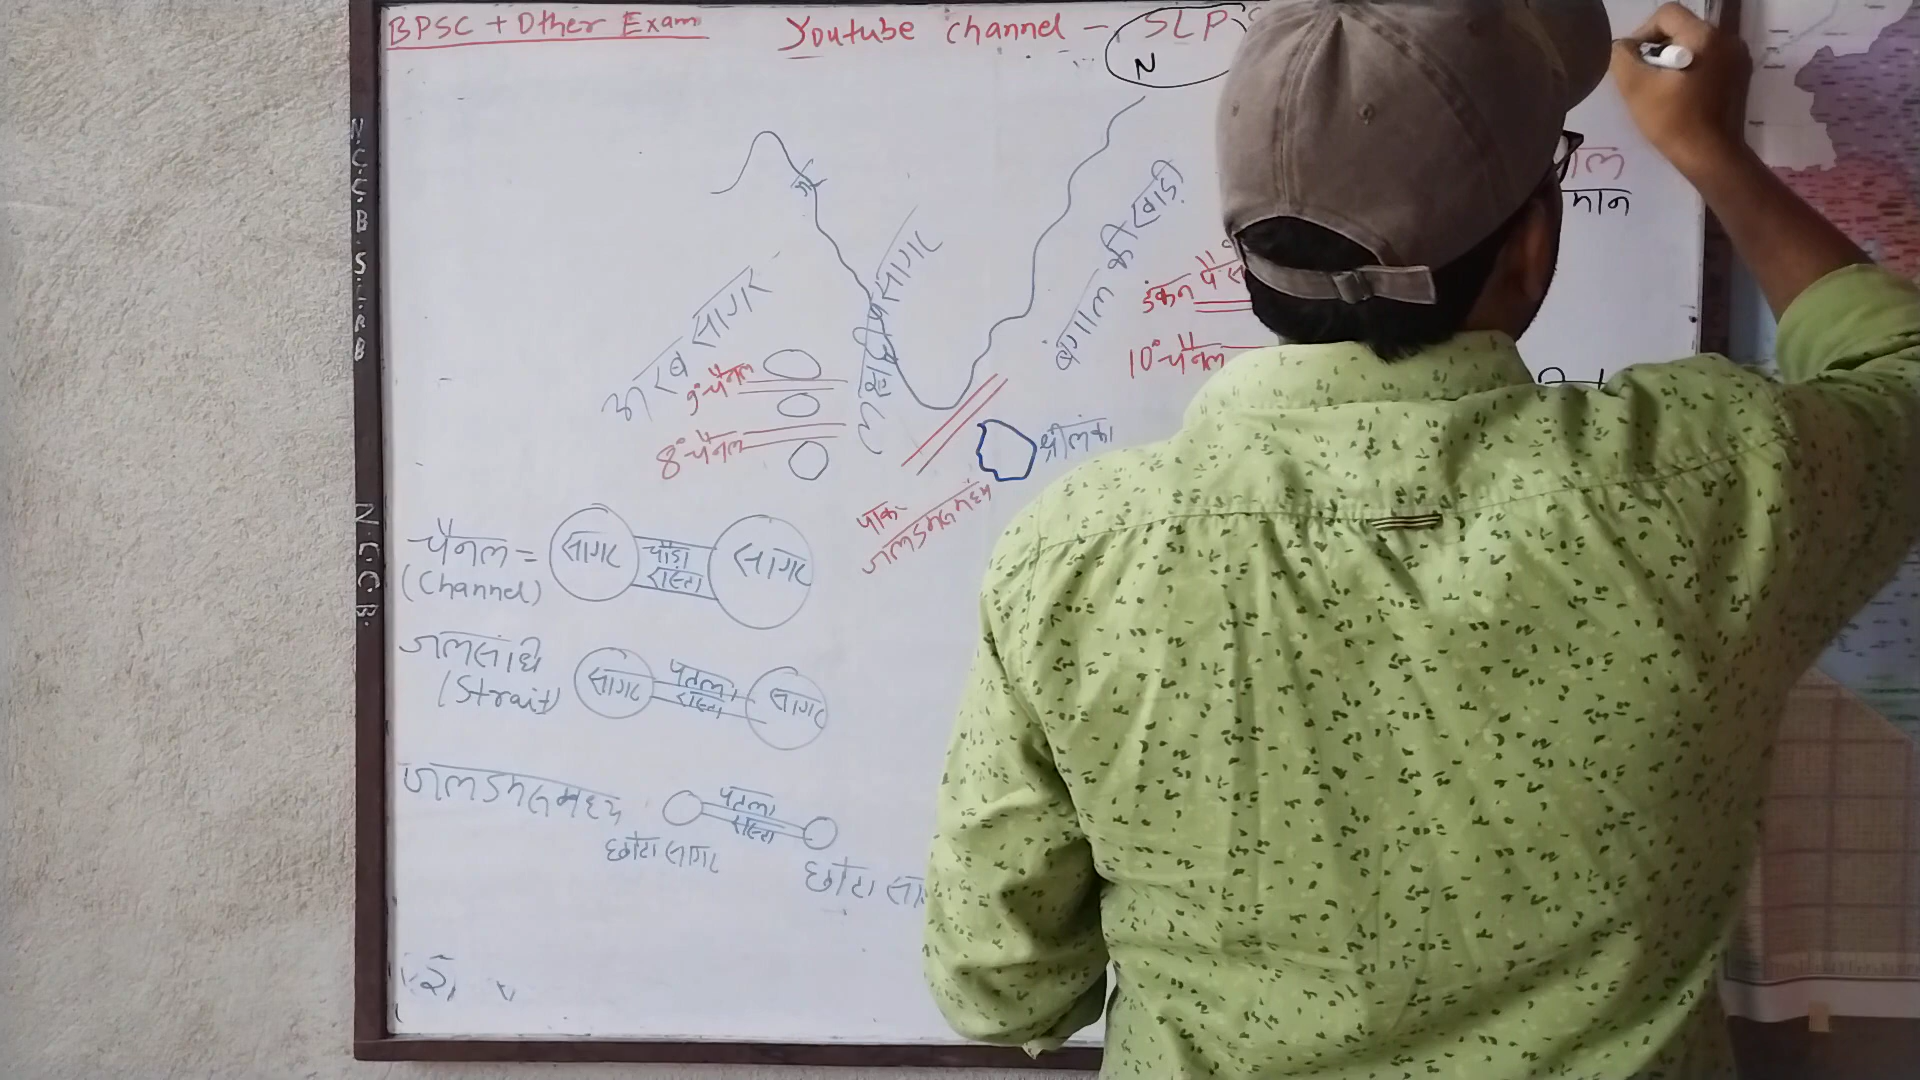 BPSC + Other Exam
Youtube channel - SLP
N
N.C.C.B.S.L.R.B
अरब सागर
लक्षद्वीप सागर
बंगाल की खाड़ी
9°-चैनल
8°-चैनल
डंकन पैसे
10°-चैनल
श्रीलंका
पाक-
जलडमरूमध्य
चैनल =
(Channel)
सागर
चौड़ा
रास्ता
सागर
जलसंधि
(Strait)
सागर
पतला
रास्ता
सागर
जलडमरूमध्य
पतला
रास्ता
छोटा सागर
छोटा सा
N.C.C.B.
मान